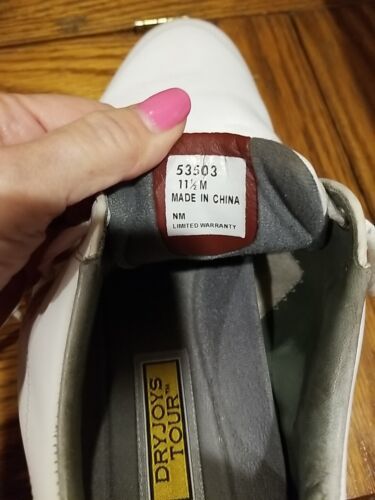 53503
11½ M
MADE IN CHINA
NM
LIMITED WARRANTY
DRYJOYS
TOUR™